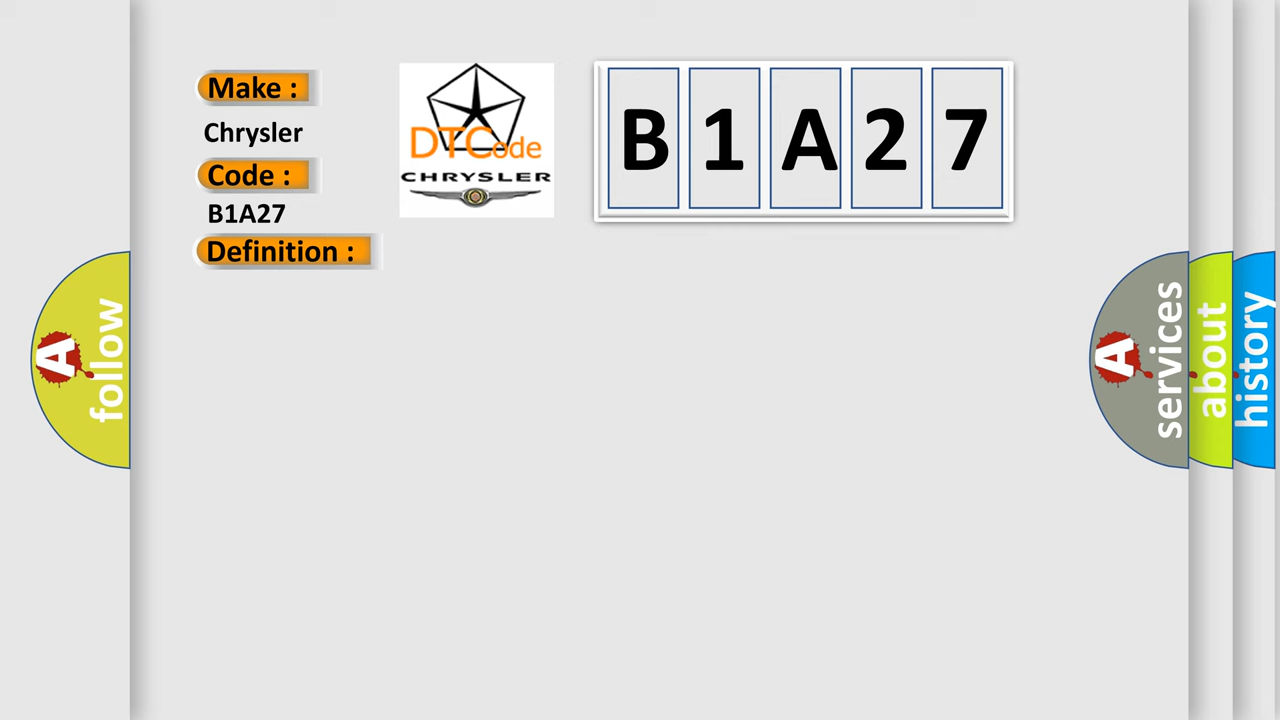 Make :
Chrysler
Code :
B1A27
Definition :
DTCode
CHRYSLER
B 1 A 2 7
A follow
A services
about
history